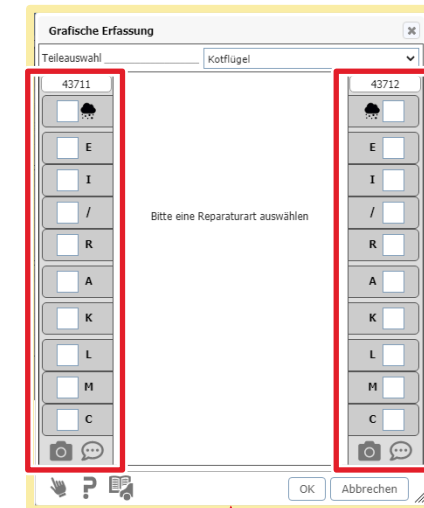 Grafische Erfassung
Teileauswahl Kotflügel
43711 43712
E E
I I
/ /
Bitte eine Reparaturart auswählen
R R
A A
K K
L L
M M
C C
? OK Abbrechen